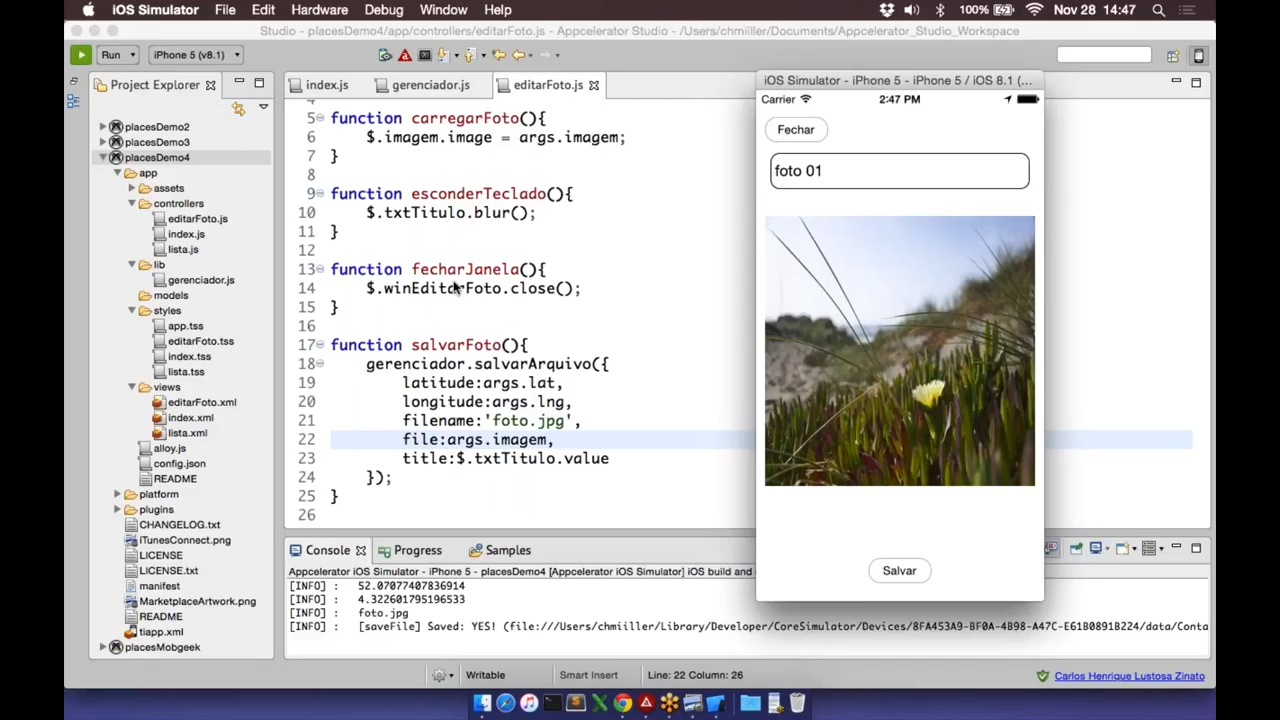 iOS Simulator File Edit Hardware Debug Window Help 100% Nov 28 14:47
Studio - placesDemo4/app/controllers/editarFoto.js - Appcelerator Studio - /Users/chmiiller/Documents/Appcelerator_Studio_Workspace
Run iPhone 5 (v8.1)
Project Explorer
placesDemo2
placesDemo3
placesDemo4
app
assets
controllers
editarFoto.js
index.js
lista.js
lib
gerenciador.js
models
styles
app.tss
editarFoto.tss
index.tss
lista.tss
views
editarFoto.xml
index.xml
lista.xml
alloy.js
config.json
README
platform
plugins
CHANGELOG.txt
iTunesConnect.png
LICENSE
LICENSE.txt
manifest
MarketplaceArtwork.png
README
tiapp.xml
placesMobgeek
index.js gerenciador.js editarFoto.js
4
5 function carregarFoto(){
6 $.imagem.image = args.imagem;
7 }
8
9 function esconderTeclado(){
10 $.txtTitulo.blur();
11 }
12
13 function fecharJanela(){
14 $.winEditarFoto.close();
15 }
16
17 function salvarFoto(){
18 gerenciador.salvarArquivo({
19 latitude:args.lat,
20 longitude:args.lng,
21 filename:'foto.jpg',
22 file:args.imagem,
23 title:$.txtTitulo.value
24 });
25 }
26
iOS Simulator - iPhone 5 - iPhone 5 / iOS 8.1 (...
Carrier 2:47 PM
Fechar
foto 01
Salvar
Console Progress Samples
Appcelerator iOS Simulator - iPhone 5 - placesDemo4 [Appcelerator iOS Simulator] iOS build and
[INFO] : 52.07077407836914
[INFO] : 4.322601795196533
[INFO] : foto.jpg
[INFO] : [saveFile] Saved: YES! (file:///Users/chmiiller/Library/Developer/CoreSimulator/Devices/8FA453A9-BF0A-4B98-A47C-E61B0891B224/data/Conta
Writable Smart Insert Line: 22 Column: 26 Carlos Henrique Lustosa Zinato